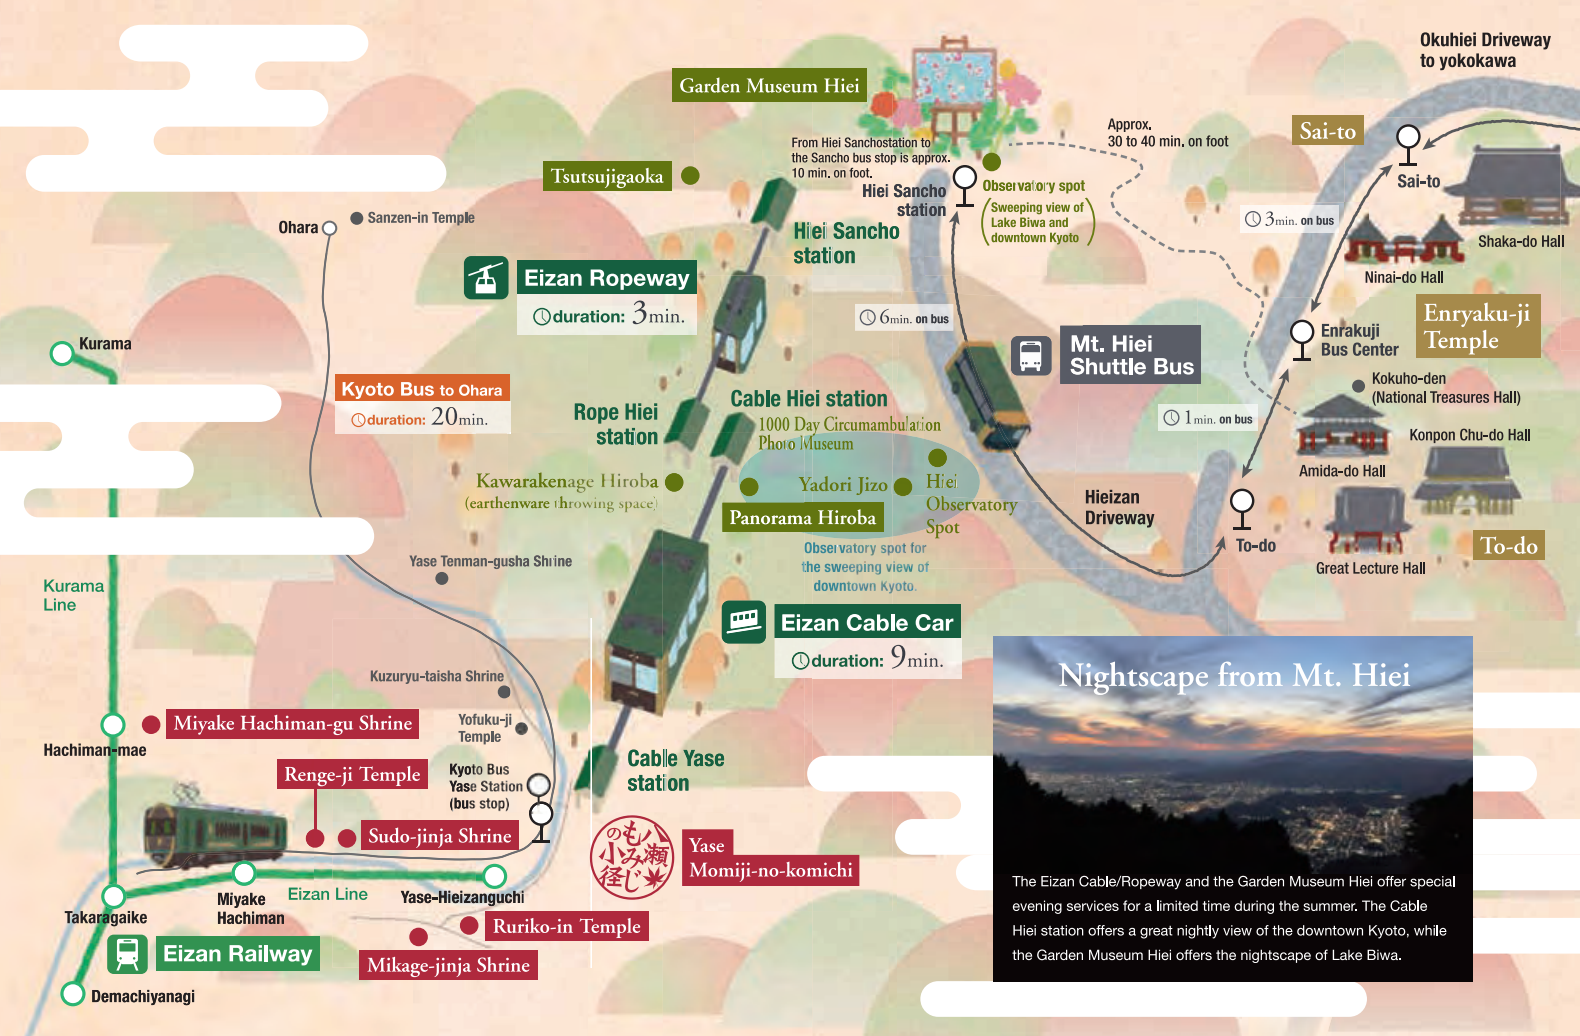 Okuhiei Driveway
to yokokawa
Garden Museum Hiei
Approx.
30 to 40 min. on foot
Sai-to
From Hiei Sanchostation to
the Sancho bus stop is approx.
10 min. on foot.
Tsutsujigaoka
Hiei Sancho
station
Observatory spot
Sweeping view of
Lake Biwa and
downtown Kyoto
Sai-to
Shaka-do Hall
Ohara
Sanzen-in Temple
Hiei Sancho
station
3min. on bus
Ninai-do Hall
Eizan Ropeway
duration: 3min.
6min. on bus
Enryaku-ji
Temple
Enrakuji
Bus Center
Kurama
Mt. Hiei
Shuttle Bus
Kyoto Bus to Ohara
duration: 20min.
Kokuho-den
(National Treasures Hall)
Rope Hiei
station
Cable Hiei station
1000 Day Circumambulation
Photo Museum
1min. on bus
Konpon Chu-do Hall
Amida-do Hall
Kawarakenage Hiroba
(earthenware throwing space)
Yadori Jizo
Hiei
Observatory
Spot
Panorama Hiroba
Hieizan
Driveway
To-do
To-do
Great Lecture Hall
Observatory spot for
the sweeping view of
downtown Kyoto.
Yase Tenman-gusha Shrine
Kurama
Line
Eizan Cable Car
duration: 9min.
Kuzuryu-taisha Shrine
Nightscape from Mt. Hiei
Miyake Hachiman-gu Shrine
Yofuku-ji
Temple
Hachiman-mae
Cable Yase
station
Renge-ji Temple
Kyoto Bus
Yase Station
(bus stop)
Sudo-jinja Shrine
八瀬
もみじ
の小径
Yase
Momiji-no-komichi
The Eizan Cable/Ropeway and the Garden Museum Hiei offer special
evening services for a limited time during the summer. The Cable
Hiei station offers a great nightly view of the downtown Kyoto, while
the Garden Museum Hiei offers the nightscape of Lake Biwa.
Takaragaike
Miyake
Hachiman
Eizan Line
Yase-Hieizanguchi
Ruriko-in Temple
Eizan Railway
Mikage-jinja Shrine
Demachiyanagi